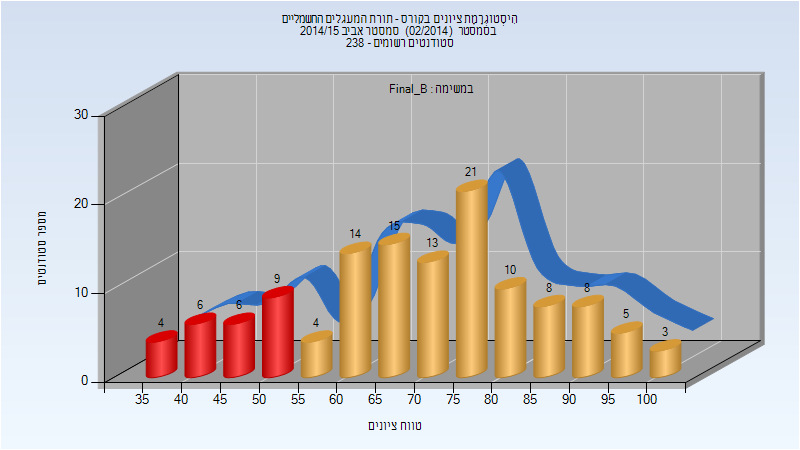 היסטוגרמת ציונים בקורס - תורת המעגלים החשמליים
בסמסטר (02/2014) סמסטר אביב 2014/15
סטודנטים רשומים - 238
במשימה : Final_B
מספר סטודנטים
30
20
10
0
4
6
6
9
4
14
15
13
21
10
8
8
5
3
35 40 45 50 55 60 65 70 75 80 85 90 95 100
טווח ציונים